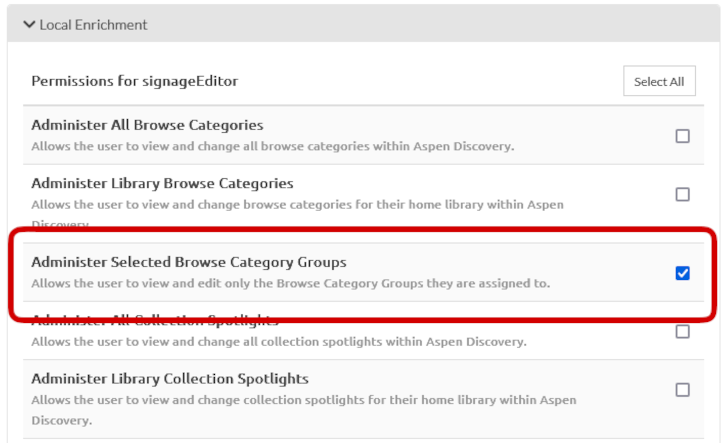 Local Enrichment
Permissions for signageEditor
Select All
Administer All Browse Categories
Allows the user to view and change all browse categories within Aspen Discovery.
Administer Library Browse Categories
Allows the user to view and change browse categories for their home library within Aspen
Discovery.
Administer Selected Browse Category Groups
Allows the user to view and edit only the Browse Category Groups they are assigned to.
Administer All Collection Spotlights
Allows the user to view and change all collection spotlights within Aspen Discovery.
Administer Library Collection Spotlights
Allows the user to view and change collection spotlights for their home library within Aspen
Discovery.